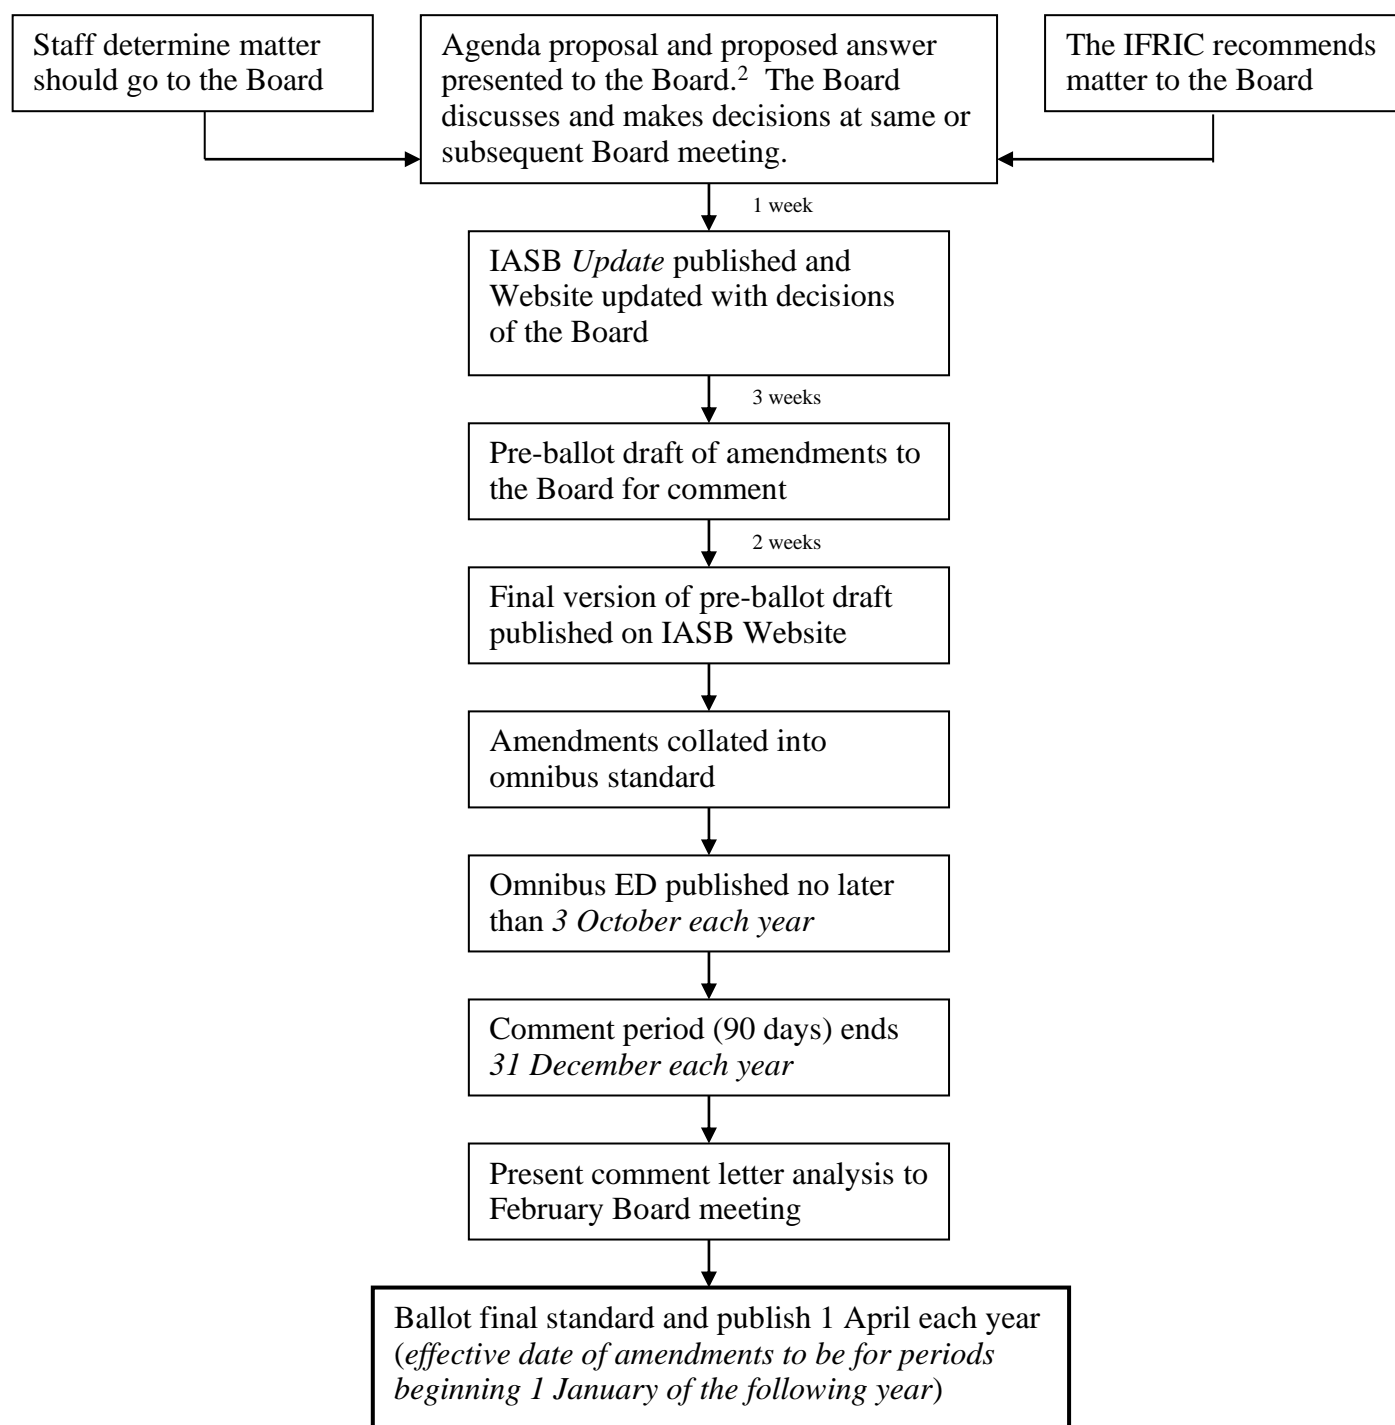 Staff determine matter
should go to the Board
Agenda proposal and proposed answer
presented to the Board.2 The Board
discusses and makes decisions at same or
subsequent Board meeting.
The IFRIC recommends
matter to the Board
1 week
IASB Update published and
Website updated with decisions
of the Board
3 weeks
Pre-ballot draft of amendments to
the Board for comment
2 weeks
Final version of pre-ballot draft
published on IASB Website
Amendments collated into
omnibus standard
Omnibus ED published no later
than 3 October each year
Comment period (90 days) ends
31 December each year
Present comment letter analysis to
February Board meeting
Ballot final standard and publish 1 April each year
(effective date of amendments to be for periods
beginning 1 January of the following year)